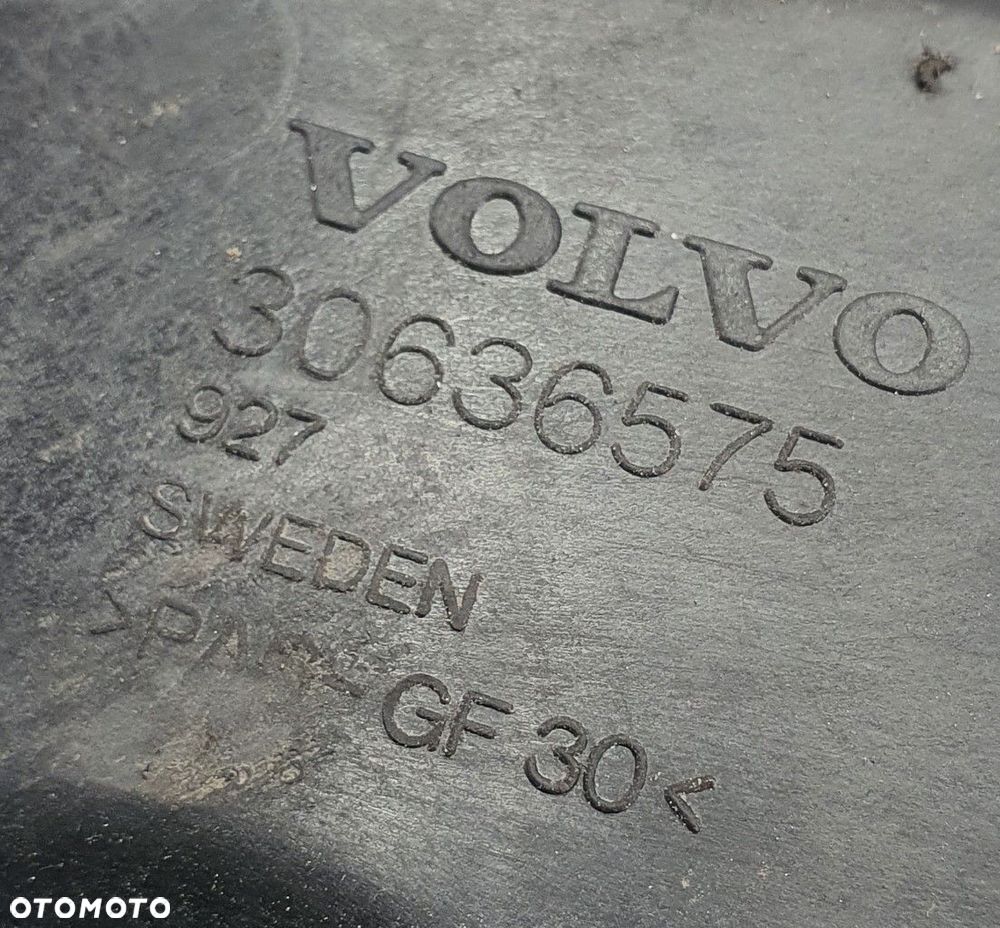 VOLVO
30636575
927
SWEDEN
GF 30<
OTOMOTO